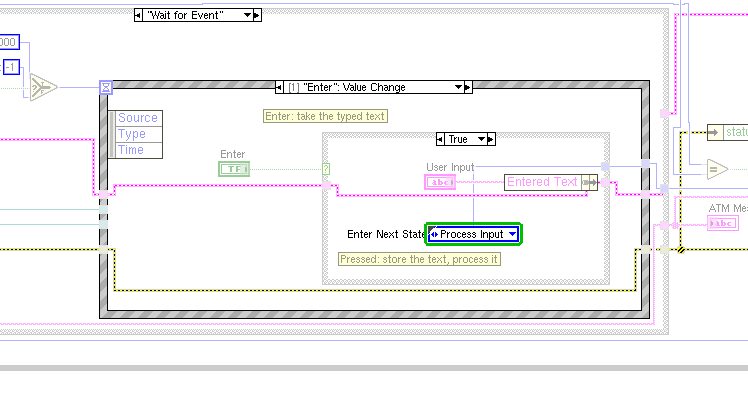 "Wait for Event"
000
-1
[1] "Enter": Value Change
Source
Type
Time
Enter: take the typed text
True
Enter
TF
?
User Input
abc
Entered Text
Enter Next State
Process Input
Pressed: store the text, process it
statu
=
ATM Me
abc